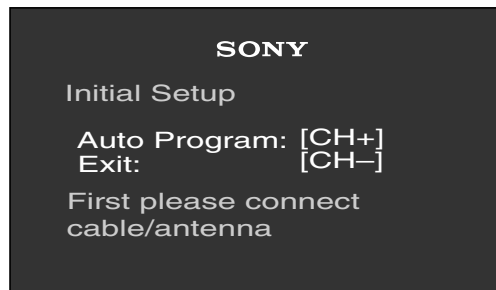 SONY
Initial Setup
Auto Program: [CH+]
Exit: [CH–]
First please connect
cable/antenna